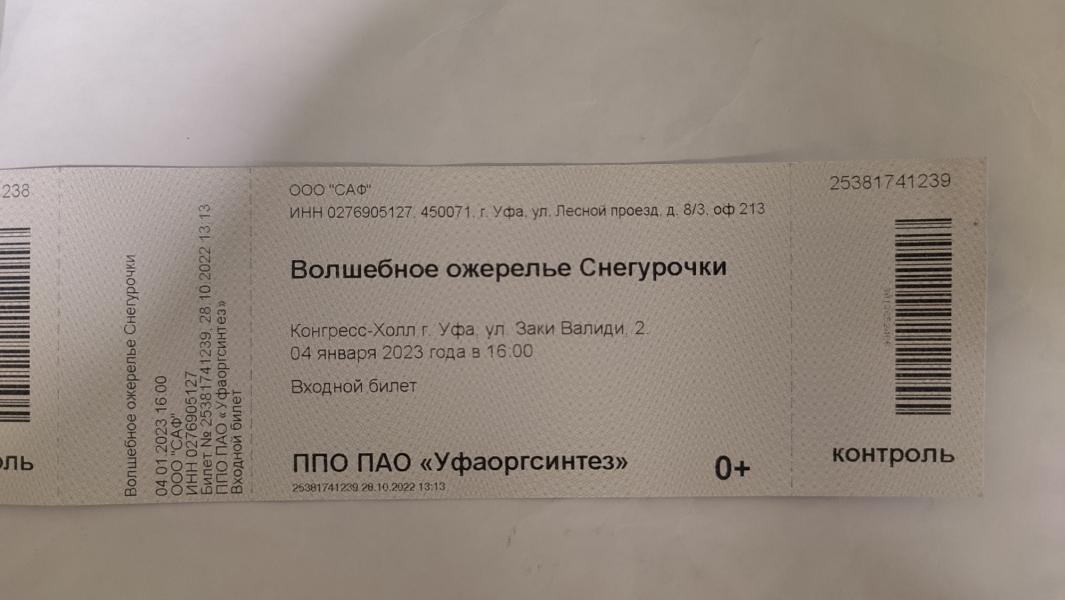 238
ОЛЬ
Волшебное ожерелье Снегурочки
04.01.2023 16:00
ООО "САФ"
ИНН 0276905127
Билет № 25381741239, 28.10.2022 13:13
ППО ПАО «Уфаоргсинтез»
Входной билет
ООО "САФ"
ИНН 0276905127, 450071, г. Уфа, ул. Лесной проезд, д. 8/3, оф 213
Волшебное ожерелье Снегурочки
Конгресс-Холл г. Уфа, ул. Заки Валиди, 2.
04 января 2023 года в 16:00
Входной билет
ППО ПАО «Уфаоргсинтез»
0+
25381741239 28.10.2022 13:13
25381741239
контроль